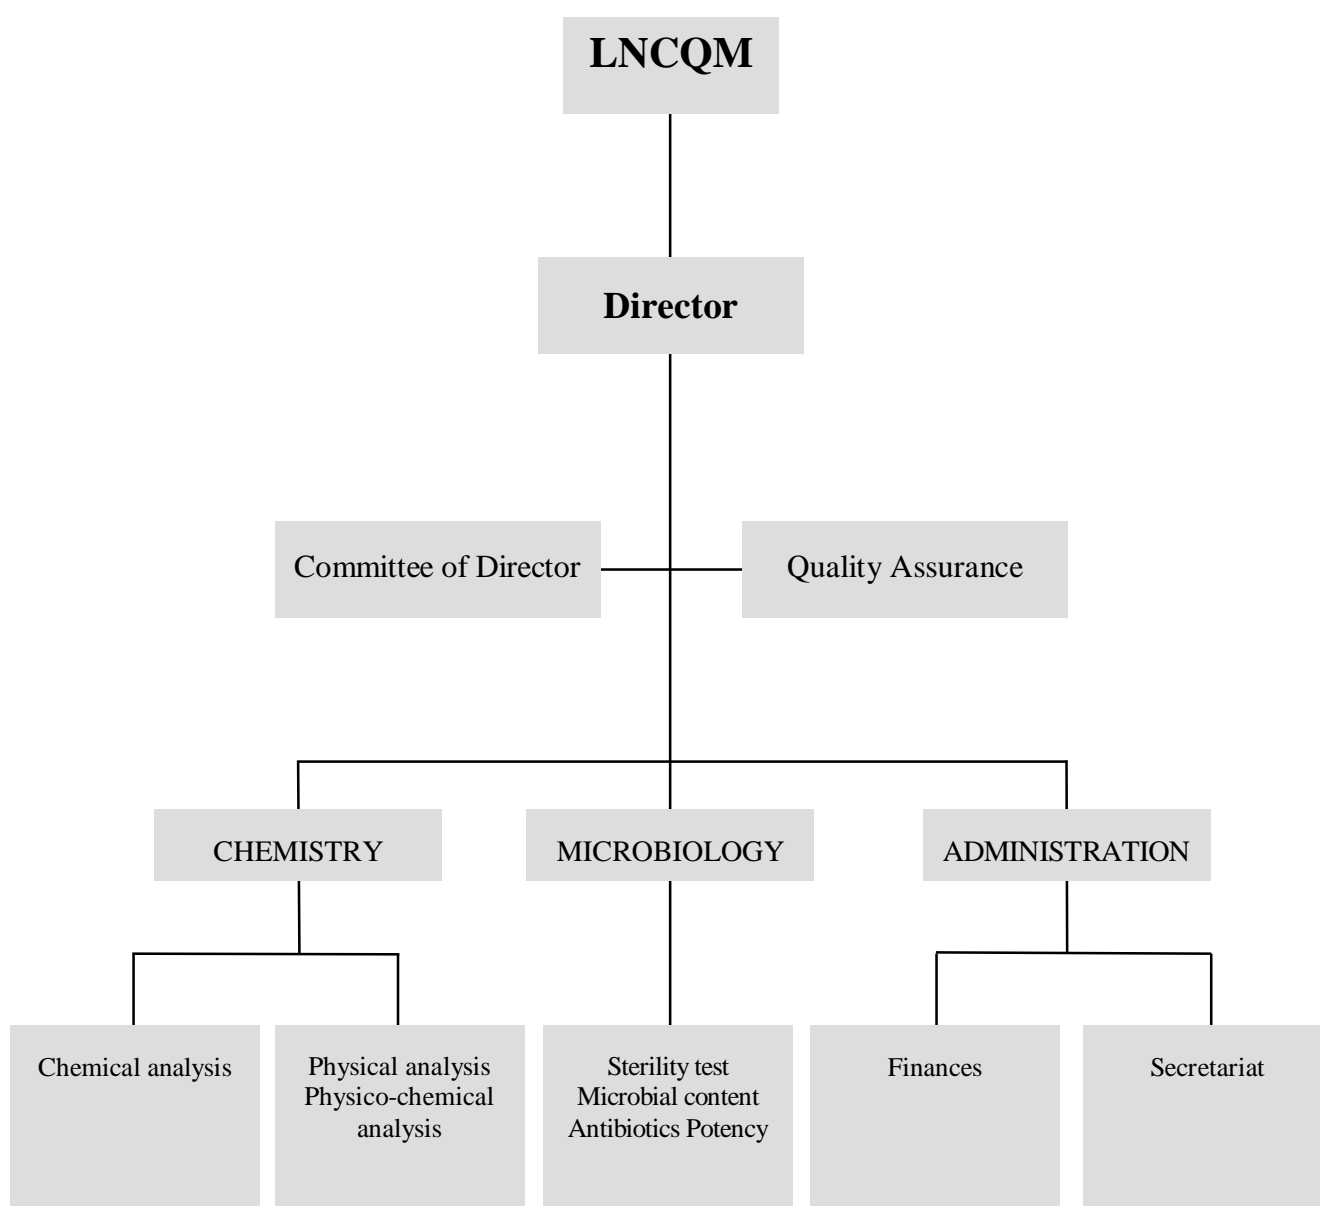 LNCQM
Director
Committee of Director
Quality Assurance
CHEMISTRY
MICROBIOLOGY
ADMINISTRATION
Chemical analysis
Physical analysis
Physico-chemical
analysis
Sterility test
Microbial content
Antibiotics Potency
Finances
Secretariat